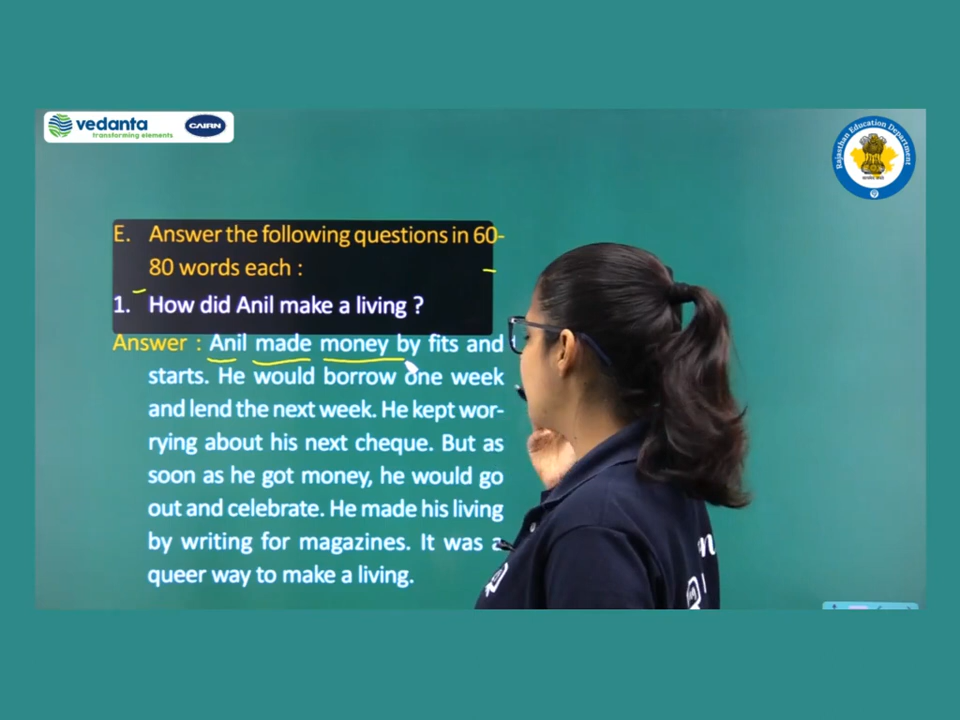 vedanta
transforming elements
CAIRN
Rajasthan Education Department
E. Answer the following questions in 60-
80 words each :
1. How did Anil make a living ?
Answer : Anil made money by fits and
starts. He would borrow one week
and lend the next week. He kept wor-
rying about his next cheque. But as
soon as he got money, he would go
out and celebrate. He made his living
by writing for magazines. It was a
queer way to make a living.